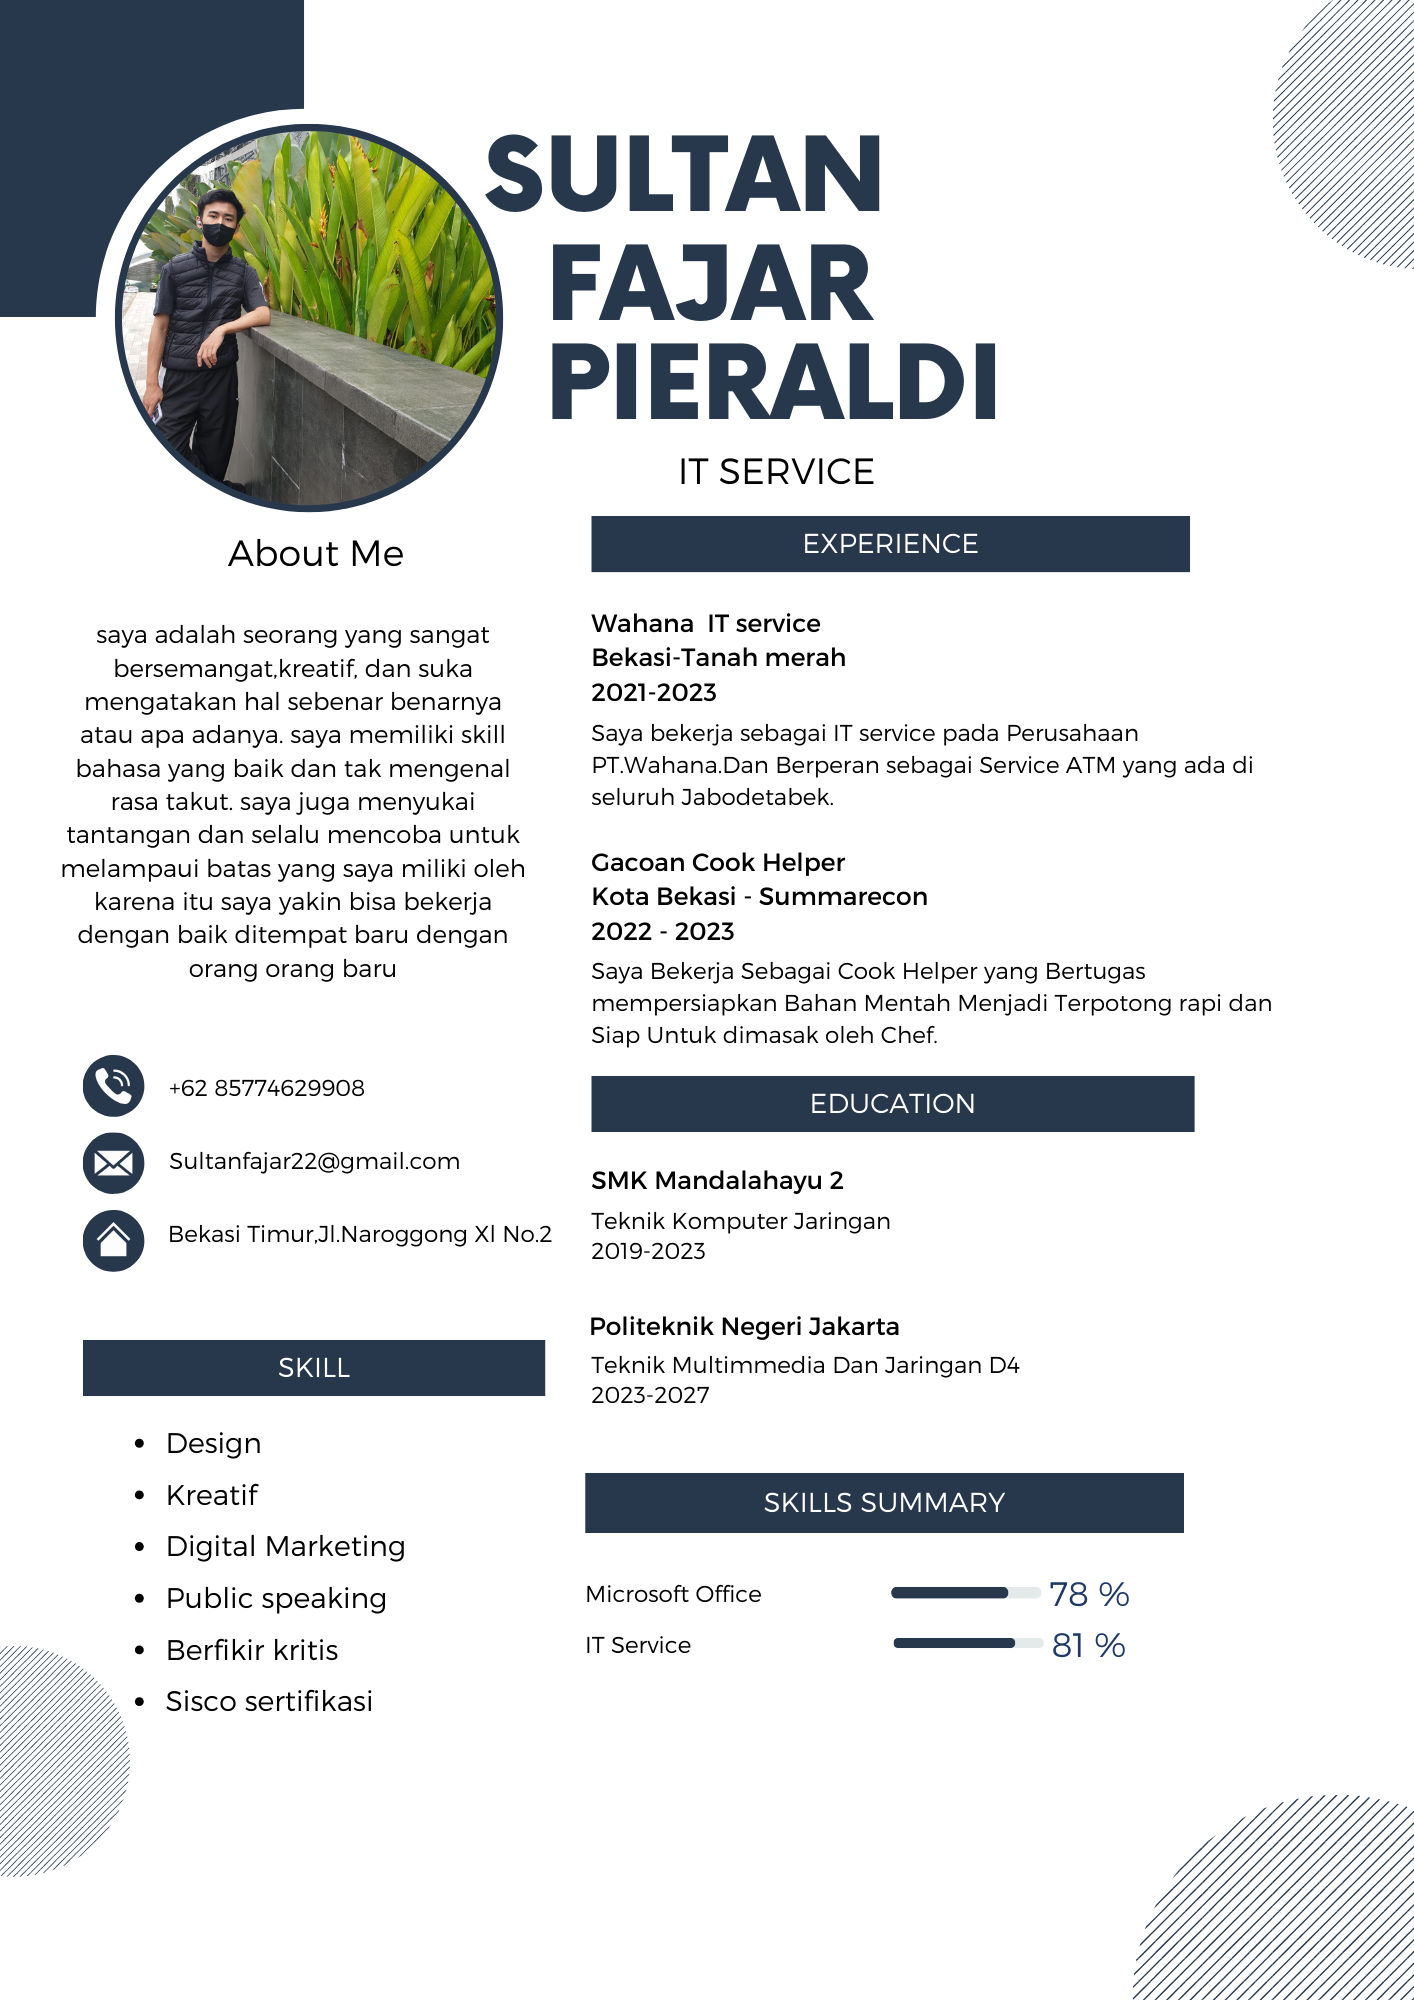 SULTAN
FAJAR
PIERALDI
IT SERVICE
About Me
saya adalah seorang yang sangat
bersemangat,kreatif, dan suka
mengatakan hal sebenar benarnya
atau apa adanya. saya memiliki skill
bahasa yang baik dan tak mengenal
rasa takut. saya juga menyukai
tantangan dan selalu mencoba untuk
melampaui batas yang saya miliki oleh
karena itu saya yakin bisa bekerja
dengan baik ditempat baru dengan
orang orang baru
+62 85774629908
Sultanfajar22@gmail.com
Bekasi Timur,Jl.Naroggong Xl No.2
SKILL
• Design
• Kreatif
• Digital Marketing
• Public speaking
• Berfikir kritis
• Sisco sertifikasi
EXPERIENCE
Wahana  IT service
Bekasi-Tanah merah
2021-2023
Saya bekerja sebagai IT service pada Perusahaan
PT.Wahana.Dan Berperan sebagai Service ATM yang ada di
seluruh Jabodetabek.
Gacoan Cook Helper
Kota Bekasi - Summarecon
2022 - 2023
Saya Bekerja Sebagai Cook Helper yang Bertugas
mempersiapkan Bahan Mentah Menjadi Terpotong rapi dan
Siap Untuk dimasak oleh Chef.
EDUCATION
SMK Mandalahayu 2
Teknik Komputer Jaringan
2019-2023
Politeknik Negeri Jakarta
Teknik Multimmedia Dan Jaringan D4
2023-2027
SKILLS SUMMARY
Microsoft Office 78 %
IT Service 81 %